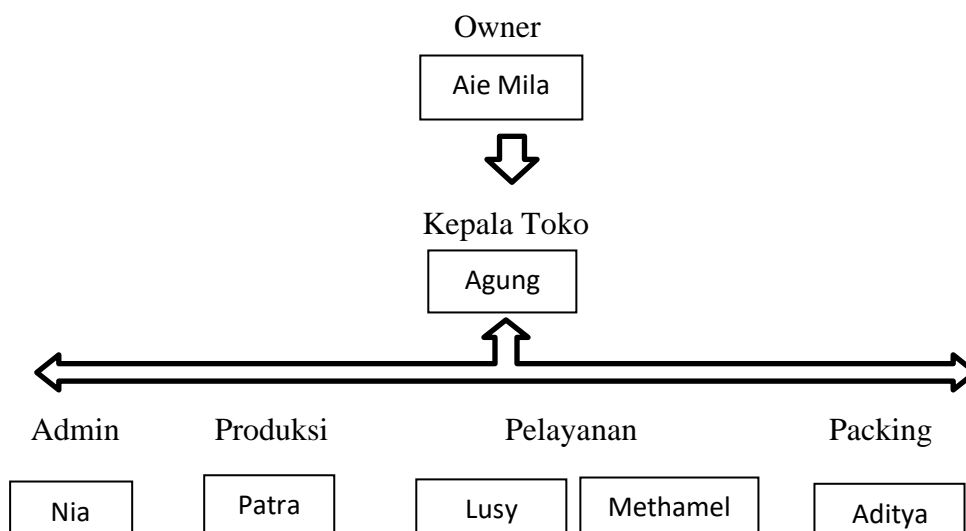 Owner
Aie Mila
Kepala Toko
Agung
Admin Produksi Pelayanan Packing
Nia Patra Lusy Methamel Aditya